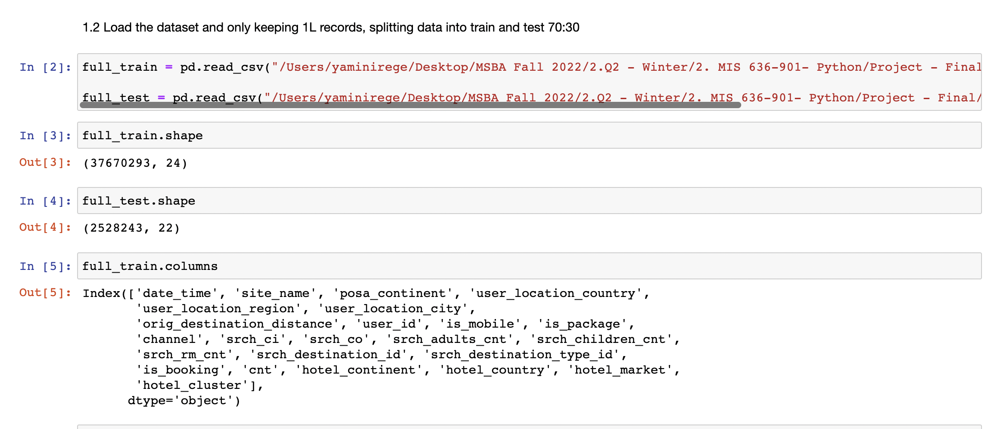 1.2 Load the dataset and only keeping 1L records, splitting data into train and test 70:30
In [2]: full_train = pd.read_csv("/Users/yaminirege/Desktop/MSBA Fall 2022/2.Q2 - Winter/2. MIS 636-901- Python/Project - Final
full_test = pd.read_csv("/Users/yaminirege/Desktop/MSBA Fall 2022/2.Q2 - Winter/2. MIS 636-901- Python/Project - Final/
In [3]: full_train.shape
Out[3]: (37670293, 24)
In [4]: full_test.shape
Out[4]: (2528243, 22)
In [5]: full_train.columns
Out[5]: Index(['date_time', 'site_name', 'posa_continent', 'user_location_country',
'user_location_region', 'user_location_city',
'orig_destination_distance', 'user_id', 'is_mobile', 'is_package',
'channel', 'srch_ci', 'srch_co', 'srch_adults_cnt', 'srch_children_cnt',
'srch_rm_cnt', 'srch_destination_id', 'srch_destination_type_id',
'is_booking', 'cnt', 'hotel_continent', 'hotel_country', 'hotel_market',
'hotel_cluster'],
dtype='object')